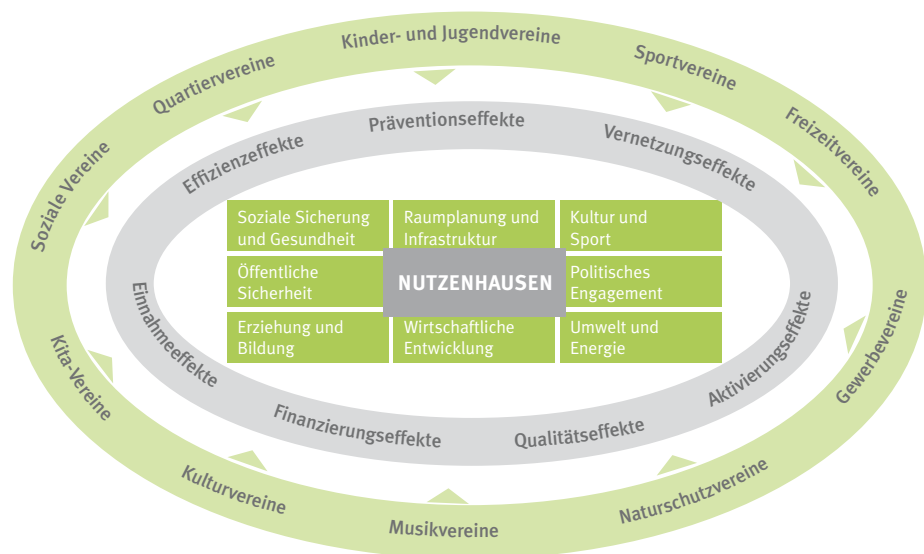 Kinder- und Jugendvereine
Sportvereine
Freizeitvereine
Gewerbevereine
Naturschutzvereine
Musikvereine
Kulturvereine
Kita-Vereine
Soziale Vereine
Quartiervereine
Präventionseffekte
Vernetzungseffekte
Aktivierungseffekte
Qualitätseffekte
Finanzierungseffekte
Einnahmeeffekte
Effizienzeffekte
Soziale Sicherung
und Gesundheit
Raumplanung und
Infrastruktur
Kultur und
Sport
Öffentliche
Sicherheit
NUTZENHAUSEN
Politisches
Engagement
Erziehung und
Bildung
Wirtschaftliche
Entwicklung
Umwelt und
Energie